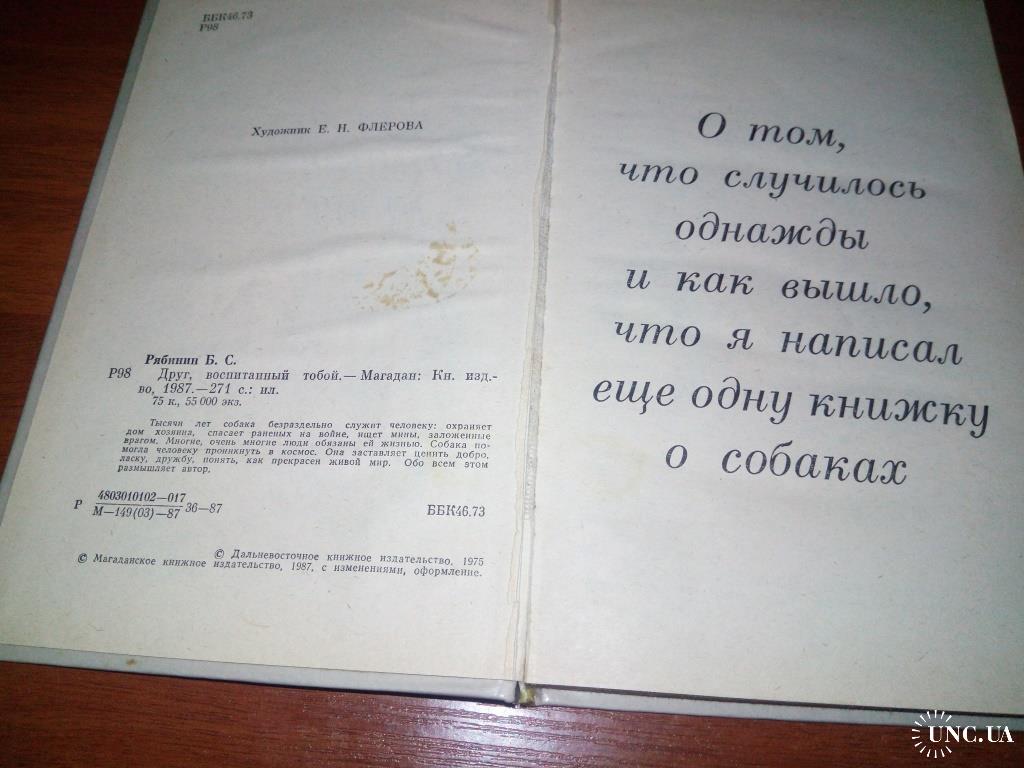 ББК46.73
Р98
Художник Е. Н. ФЛЕРОВА
Рябинин Б. С.
Р98 Друг, воспитанный тобой.— Магадан: Кн. изд-
во, 1987.—271 с.: ил.
75 к., 55 000 экз.
Тысячи лет собака безраздельно служит человеку: охраняет
дом хозяина, спасает раненых на войне, ищет мины, заложенные
врагом. Многие, очень многие люди обязаны ей жизнью. Собака по-
могла человеку проникнуть в космос. Она заставляет ценить добро,
ласку, дружбу, понять, как прекрасен живой мир. Обо всем этом
размышляет автор.
Р 4803010102—017
М—149(03)—87 36—87
ББК46.73
© Дальневосточное книжное издательство, 1975
© Магаданское книжное издательство, 1987, с изменениями, оформление.
О том,
что случилось
однажды
и как вышло,
что я написал
еще одну книжку
о собаках
UNC.UA